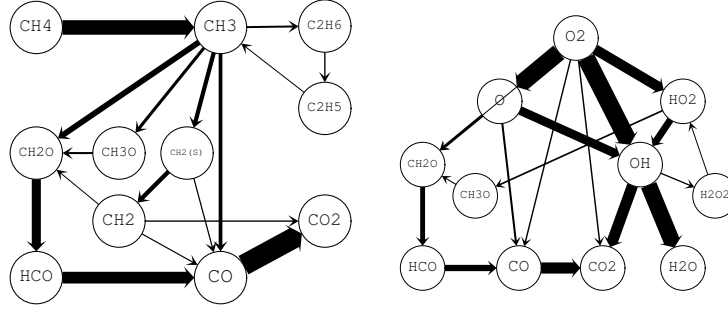 CH4
CH3
C2H6
C2H5
CH2O
CH3O
CH2(S)
CH2
CO2
HCO
CO
O2
O
HO2
CH2O
OH
CH3O
H2O2
HCO
CO
CO2
H2O